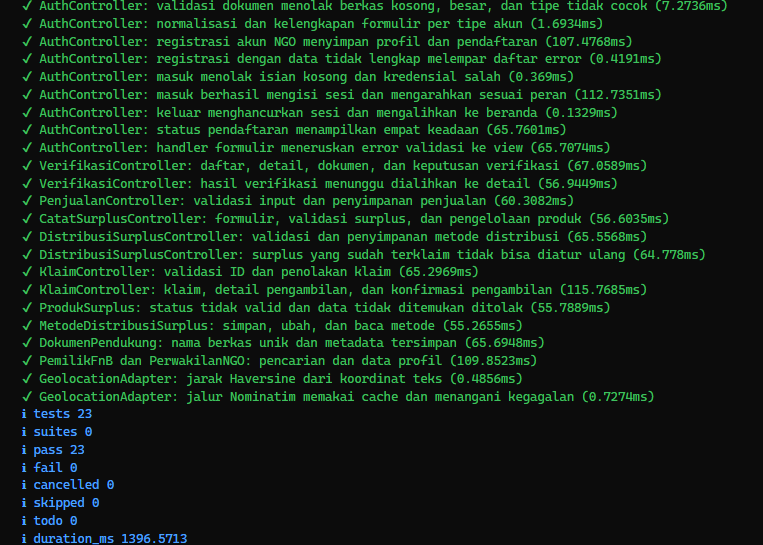 ✓ AuthController: validasi dokumen menolak berkas kosong, besar, dan tipe tidak cocok (7.2736ms)
✓ AuthController: normalisasi dan kelengkapan formulir per tipe akun (1.6934ms)
✓ AuthController: registrasi akun NGO menyimpan profil dan pendaftaran (107.4768ms)
✓ AuthController: registrasi dengan data tidak lengkap melempar daftar error (0.4191ms)
✓ AuthController: masuk menolak isian kosong dan kredensial salah (0.369ms)
✓ AuthController: masuk berhasil mengisi sesi dan mengarahkan sesuai peran (112.7351ms)
✓ AuthController: keluar menghancurkan sesi dan mengalihkan ke beranda (0.1329ms)
✓ AuthController: status pendaftaran menampilkan empat keadaan (65.7601ms)
✓ AuthController: handler formulir meneruskan error validasi ke view (65.7074ms)
✓ VerifikasiController: daftar, detail, dokumen, dan keputusan verifikasi (67.0589ms)
✓ VerifikasiController: hasil verifikasi menunggu dialihkan ke detail (56.9449ms)
✓ PenjualanController: validasi input dan penyimpanan penjualan (60.3082ms)
✓ CatatSurplusController: formulir, validasi surplus, dan pengelolaan produk (56.6035ms)
✓ DistribusiSurplusController: validasi dan penyimpanan metode distribusi (65.5568ms)
✓ DistribusiSurplusController: surplus yang sudah terklaim tidak bisa diatur ulang (64.778ms)
✓ KlaimController: validasi ID dan penolakan klaim (65.2969ms)
✓ KlaimController: klaim, detail pengambilan, dan konfirmasi pengambilan (115.7685ms)
✓ ProdukSurplus: status tidak valid dan data tidak ditemukan ditolak (55.7889ms)
✓ MetodeDistribusiSurplus: simpan, ubah, dan baca metode (55.2655ms)
✓ DokumenPendukung: nama berkas unik dan metadata tersimpan (65.6948ms)
✓ PemilikFnB dan PerwakilanNGO: pencarian dan data profil (109.8523ms)
✓ GeolocationAdapter: jarak Haversine dari koordinat teks (0.4856ms)
✓ GeolocationAdapter: jalur Nominatim memakai cache dan menangani kegagalan (0.7274ms)
ℹ tests 23
ℹ suites 0
ℹ pass 23
ℹ fail 0
ℹ cancelled 0
ℹ skipped 0
ℹ todo 0
ℹ duration_ms 1396.5713